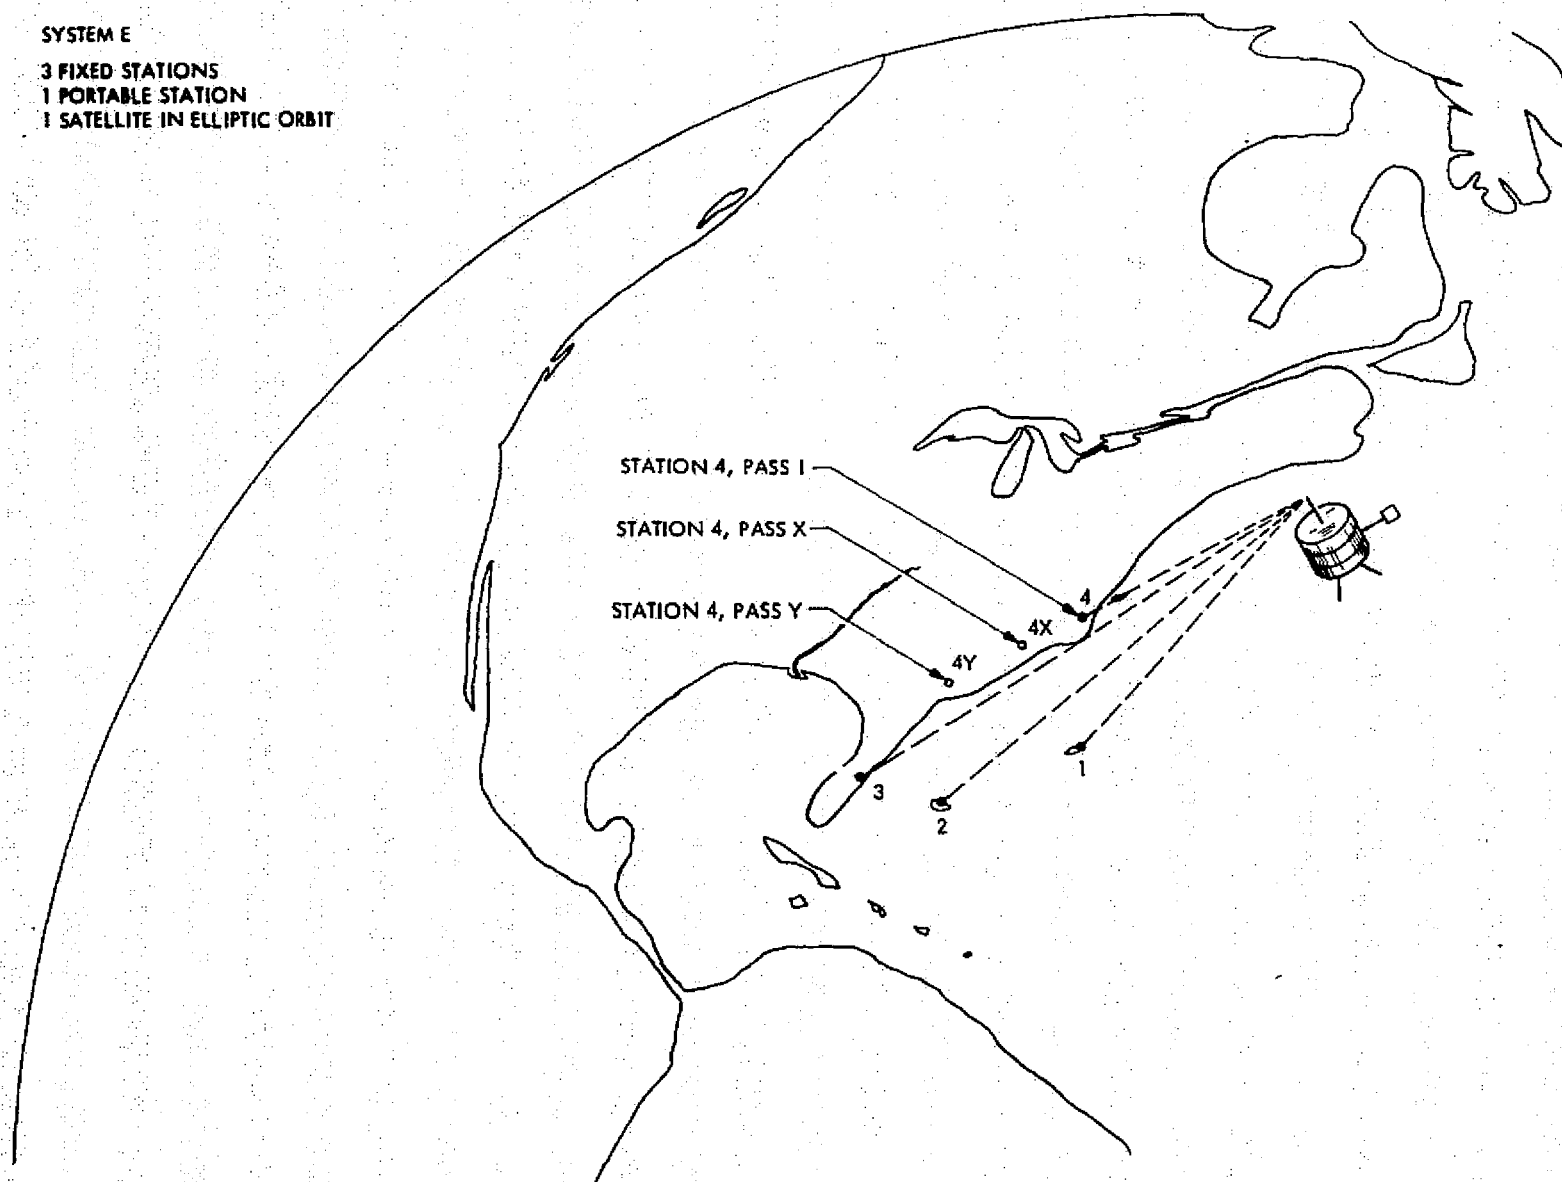 SYSTEM E
3 FIXED STATIONS
1 PORTABLE STATION
1 SATELLITE IN ELLIPTIC ORBIT
STATION 4, PASS I
STATION 4, PASS X
STATION 4, PASS Y
4
4X
4Y
3
2
1